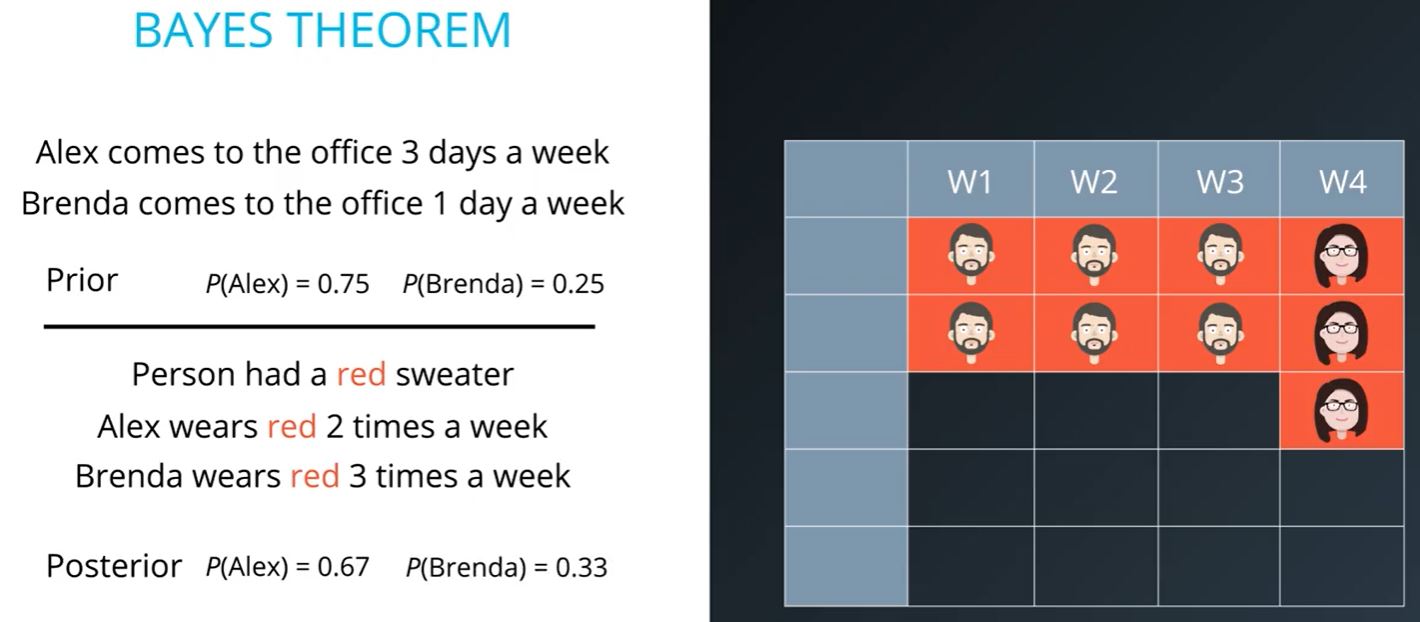 BAYES THEOREM
Alex comes to the office 3 days a week
Brenda comes to the office 1 day a week
Prior P(Alex) = 0.75 P(Brenda) = 0.25
Person had a red sweater
Alex wears red 2 times a week
Brenda wears red 3 times a week
Posterior P(Alex) = 0.67 P(Brenda) = 0.33
W1 W2 W3 W4